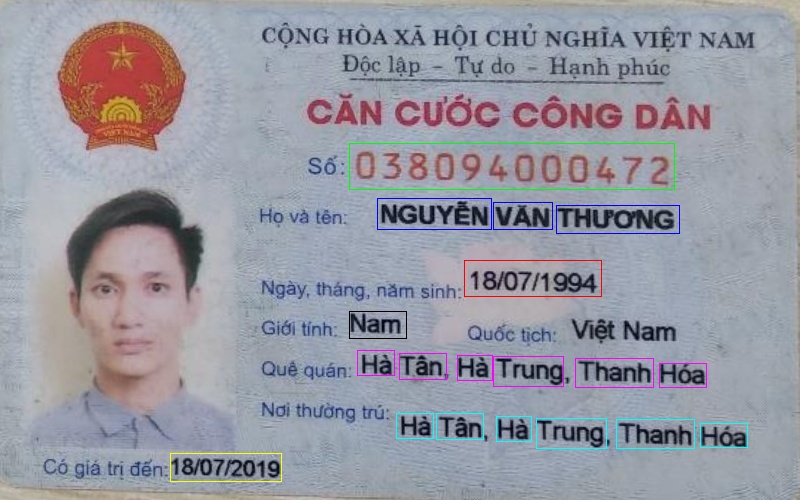 CỘNG HÒA XÃ HỘI CHỦ NGHĨA VIỆT NAM
Độc lập - Tự do - Hạnh phúc
CĂN CƯỚC CÔNG DÂN
Số: 038094000472
Họ và tên: NGUYỄN VĂN THƯƠNG
Ngày, tháng, năm sinh: 18/07/1994
Giới tính: Nam Quốc tịch: Việt Nam
Quê quán: Hà Tân, Hà Trung, Thanh Hóa
Nơi thường trú: Hà Tân, Hà Trung, Thanh Hóa
Có giá trị đến: 18/07/2019
VIỆT NAM